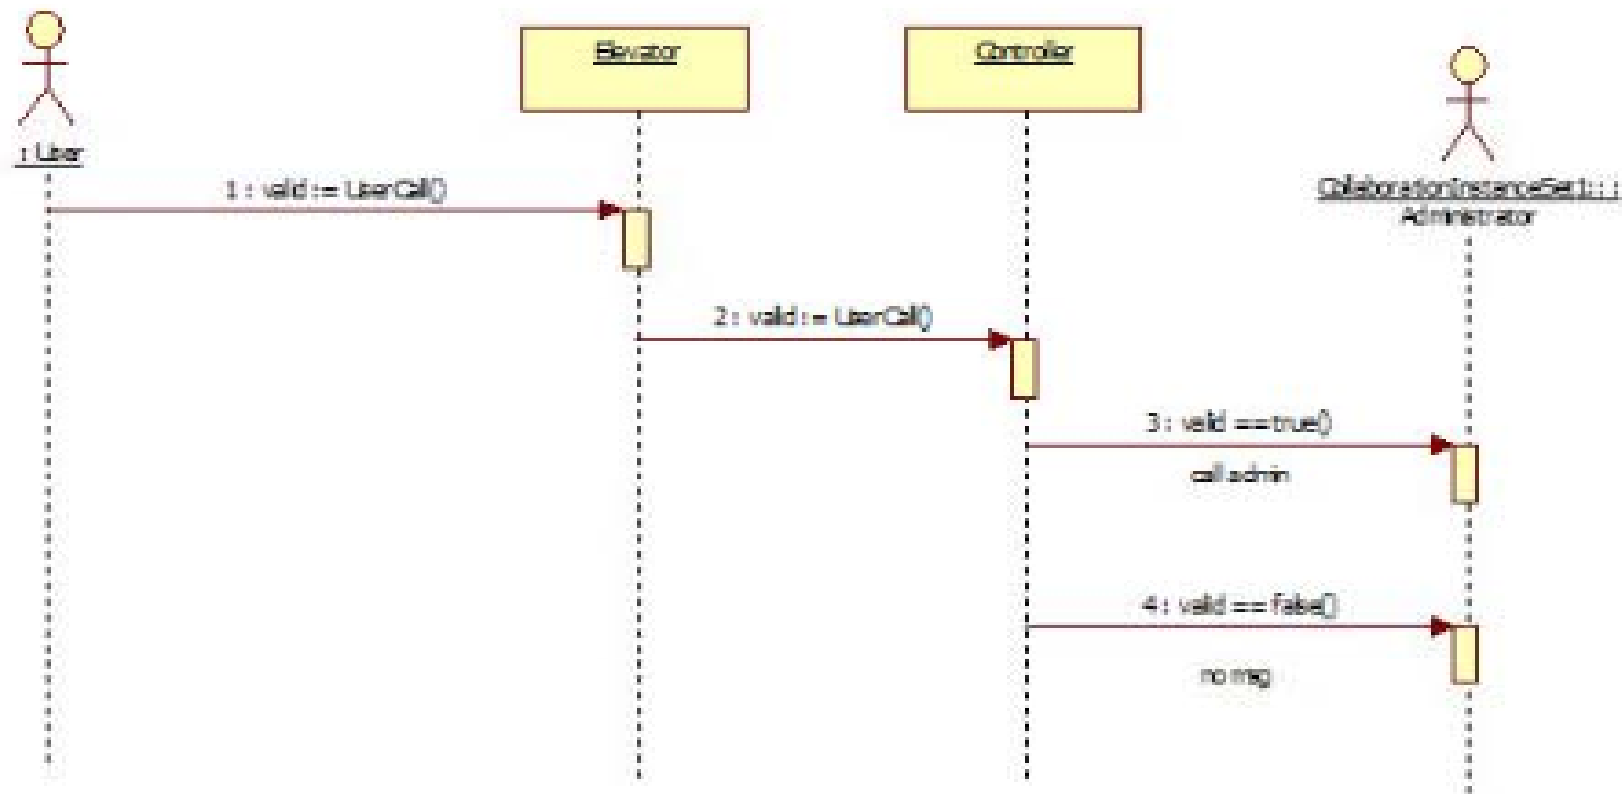 Elevator
Controller
: User
CollaborationInstanceSet1:::
Administrator
1 : valid := UserCall()
2 : valid := UserCall()
3 : valid ==true()
call admin
4 : valid == false()
no msg